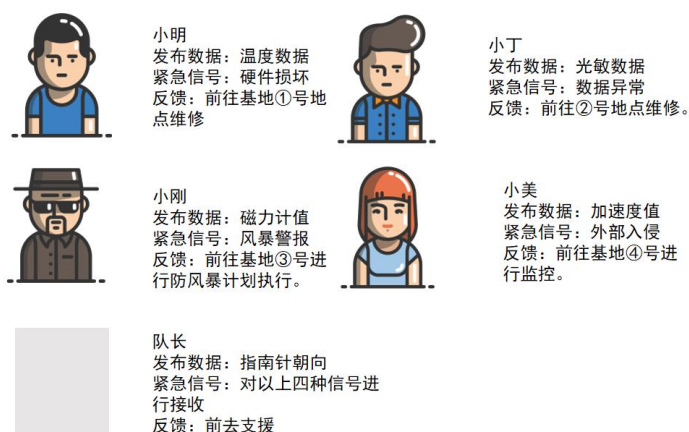 小明
发布数据：温度数据
紧急信号：硬件损坏
反馈：前往基地①号地
点维修
小丁
发布数据：光敏数据
紧急信号：数据异常
反馈：前往②号地点维修。
小刚
发布数据：磁力计值
紧急信号：风暴警报
反馈：前往基地③号进
行防风暴计划执行。
小美
发布数据：加速度值
紧急信号：外部入侵
反馈：前往基地④号进
行监控。
队长
发布数据：指南针朝向
紧急信号：对以上四种信号进
行接收
反馈：前去支援